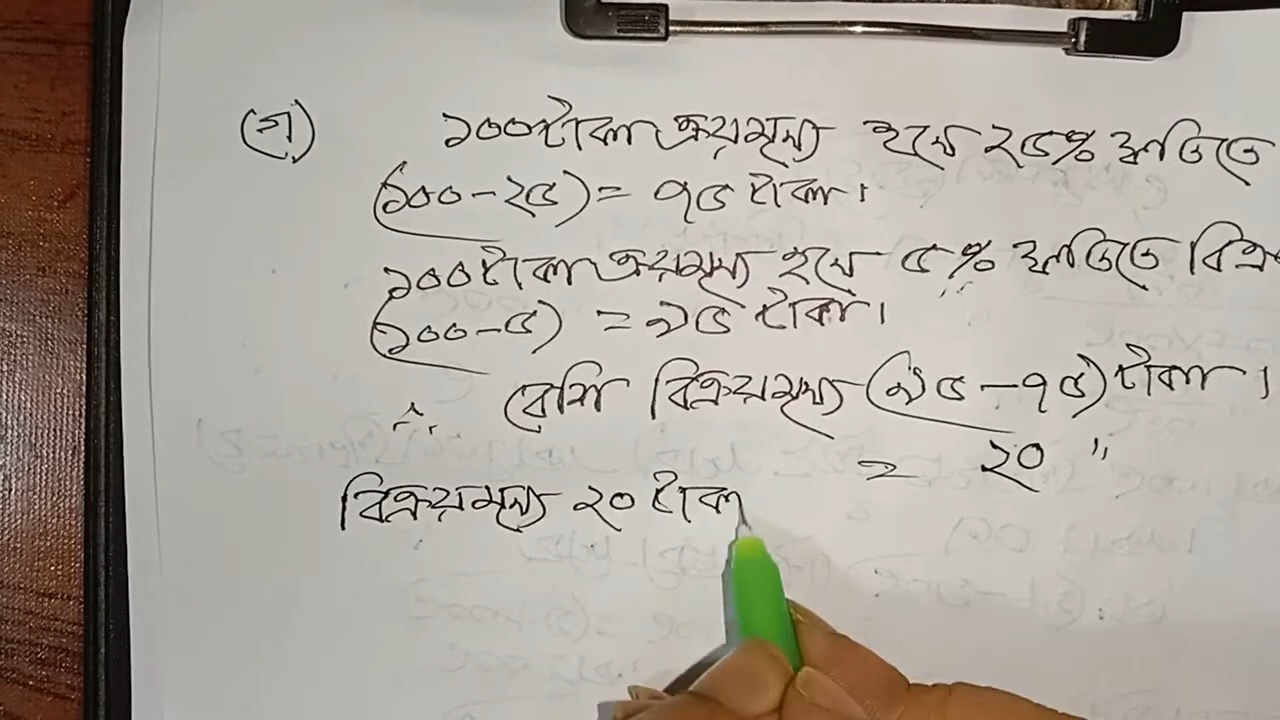 (গ) ১০০টাকা ক্রয়মূল্য হলে ২৫% ক্ষতিতে
(১০০-২৫) = ৭৫ টাকা।
১০০টাকা ক্রয়মূল্য হলে ৫% ক্ষতিতে বিক্র
(১০০-৫) = ৯৫ টাকা।
∴ বেশি বিক্রয়মূল্য (৯৫-৭৫) টাকা।
= ২০ "
বিক্রয়মূল্য ২০ টাকা